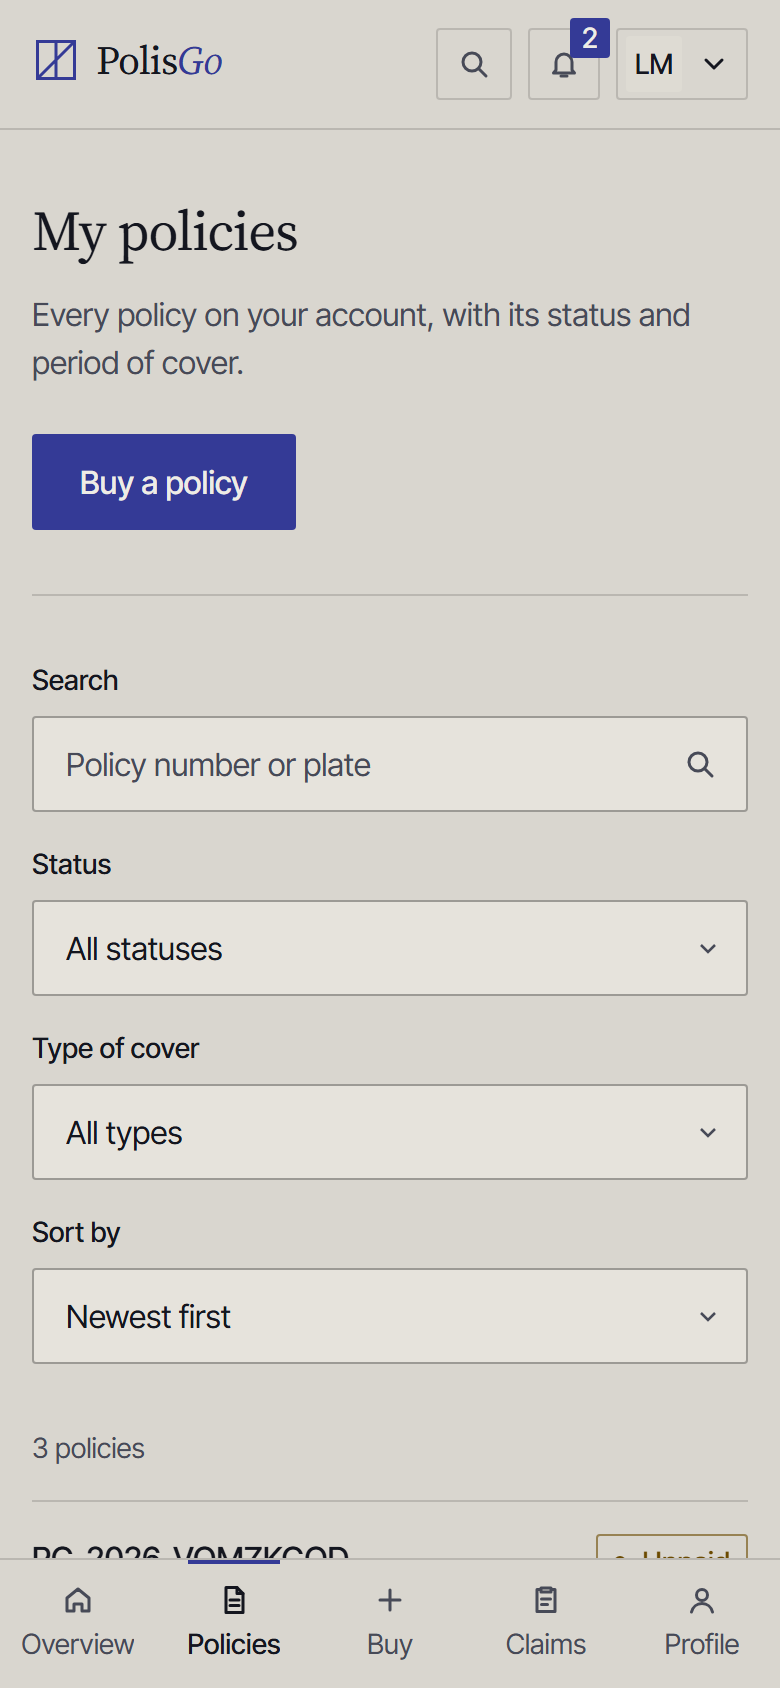 PolisGo
2
LM
My policies
Every policy on your account, with its status and
period of cover.
Buy a policy
Search
Policy number or plate
Status
All statuses
Type of cover
All types
Sort by
Newest first
3 policies
Unpaid
Overview
Policies
Buy
Claims
Profile